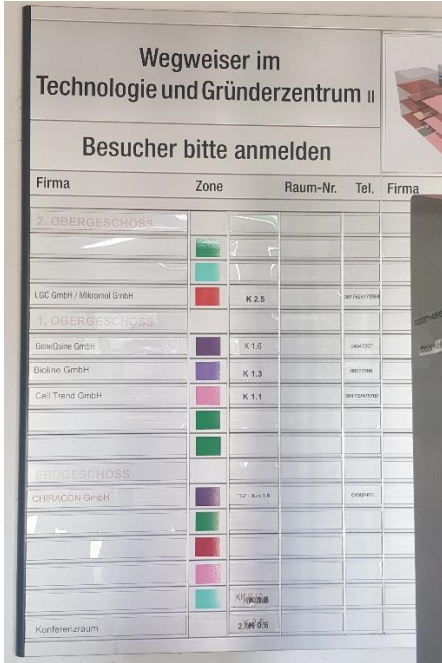 Wegweiser im
Technologie und Gründerzentrum II
Besucher bitte anmelden
Firma Zone Raum-Nr. Tel. Firma
2. OBERGESCHOSS
LGC GmbH / Mikromol GmbH K 2.5
1. OBERGESCHOSS
GeneQuine GmbH K 1.6
Bioline GmbH K 1.3
Cell Trend GmbH K 1.1
ERDGESCHOSS
CHIRACON GmbH
Konferenzraum